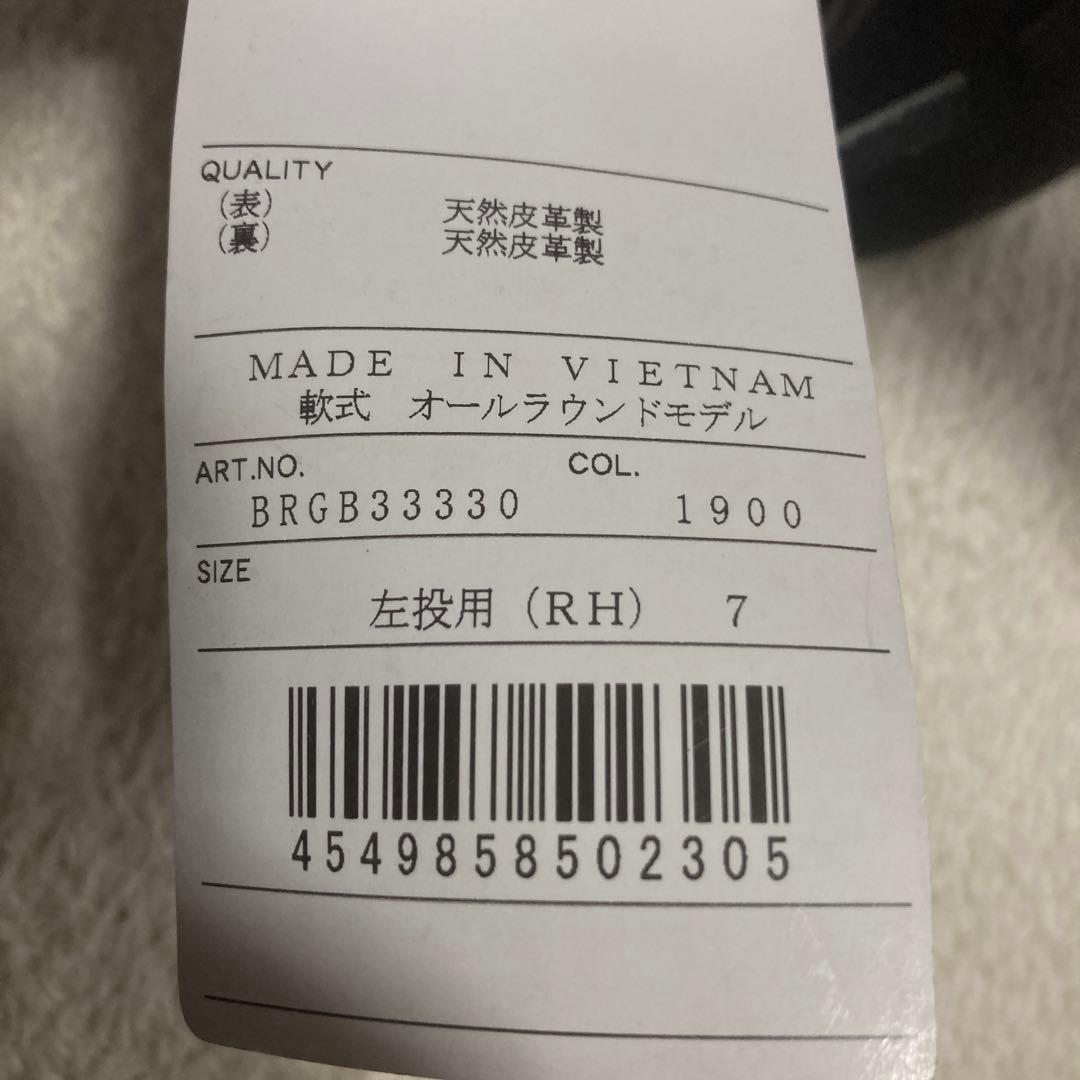 QUALITY
（表） 天然皮革製
（裏） 天然皮革製
MADE IN VIETNAM
軟式 オールラウンドモデル
ART.NO. COL.
BRGB33330 1900
SIZE
左投用（RH） 7
4549858502305